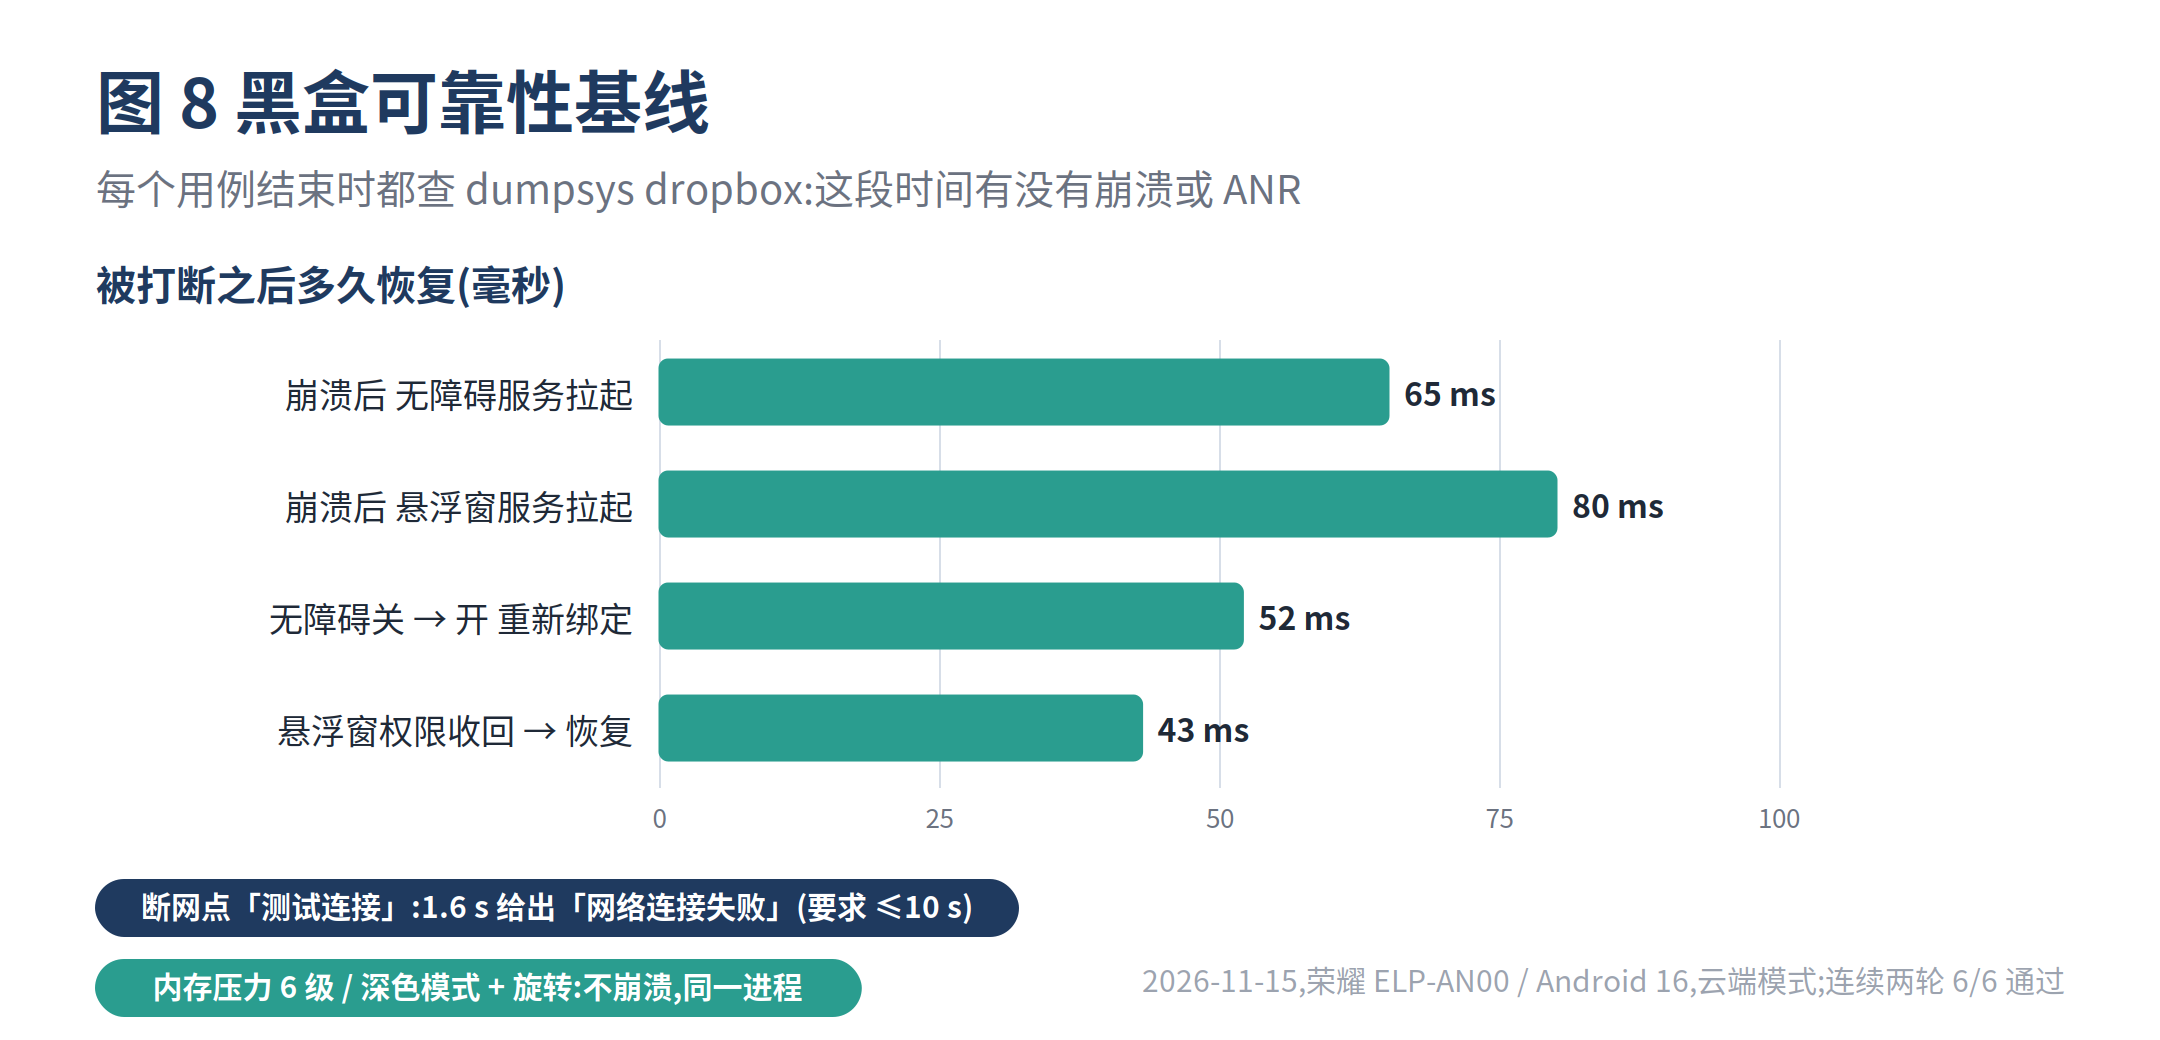 图 8 黑盒可靠性基线
每个用例结束时都查 dumpsys dropbox:这段时间有没有崩溃或 ANR
被打断之后多久恢复(毫秒)
崩溃后 无障碍服务拉起 65 ms
崩溃后 悬浮窗服务拉起 80 ms
无障碍关 → 开 重新绑定 52 ms
悬浮窗权限收回 → 恢复 43 ms
0 25 50 75 100
断网点「测试连接」:1.6 s 给出「网络连接失败」(要求 ≤10 s)
内存压力 6 级 / 深色模式 + 旋转:不崩溃,同一进程
2026-11-15,荣耀 ELP-AN00 / Android 16,云端模式;连续两轮 6/6 通过